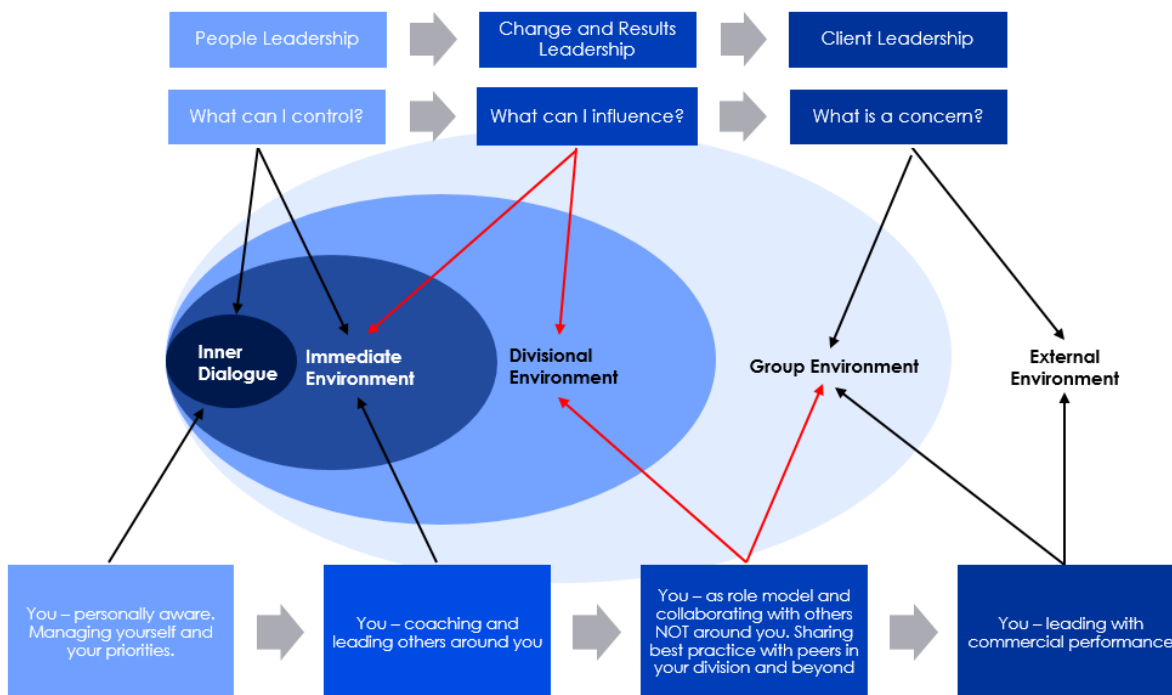 People Leadership
Change and Results
Leadership
Client Leadership
What can I control?
What can I influence?
What is a concern?
Inner
Dialogue
Immediate
Environment
Divisional
Environment
Group Environment
External
Environment
You – personally aware.
Managing yourself and
your priorities.
You – coaching and
leading others around you
You – as role model and
collaborating with others
NOT around you. Sharing
best practice with peers in
your division and beyond
You – leading with
commercial performance